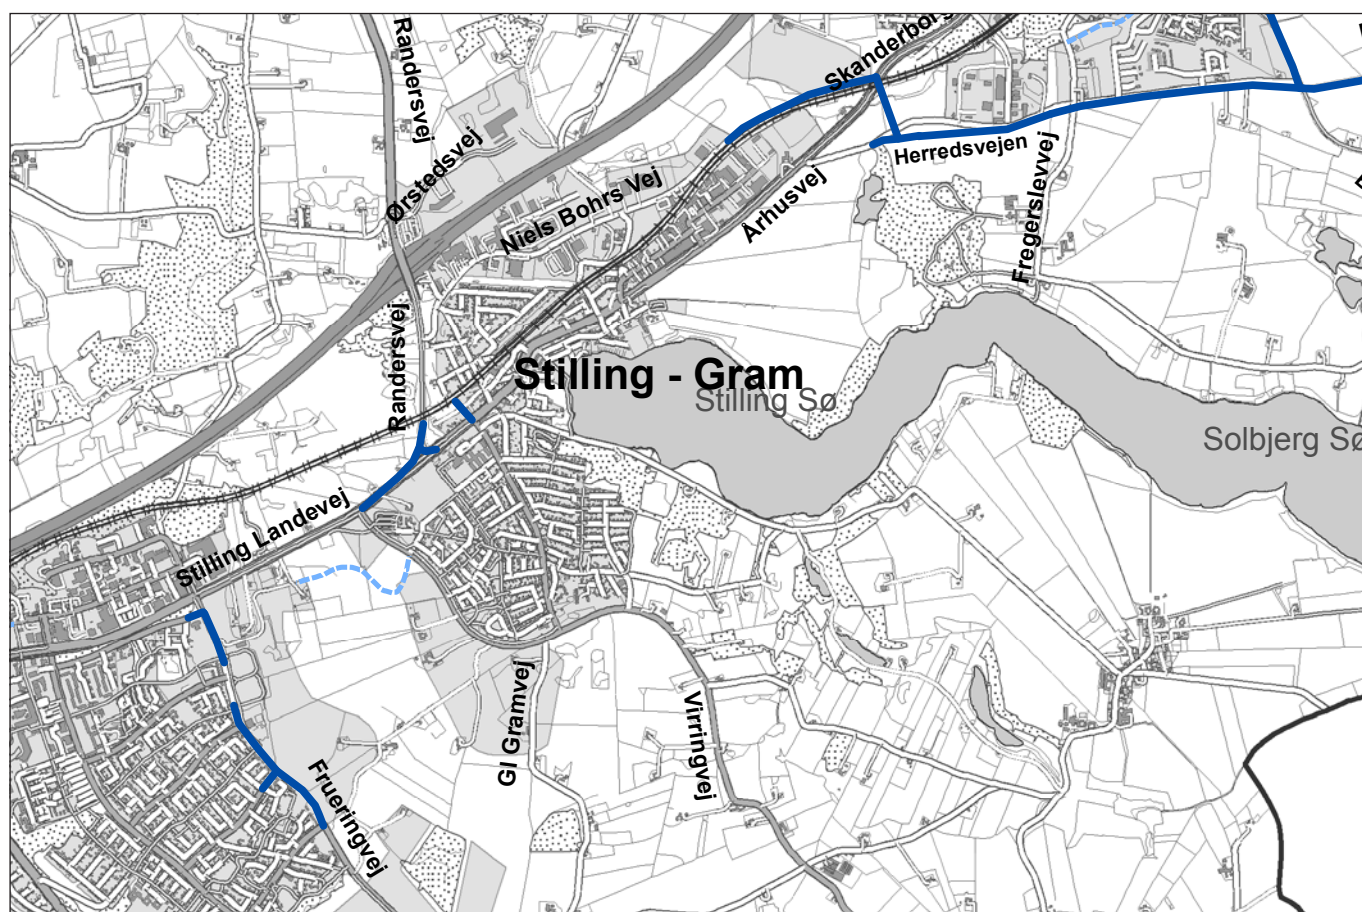 Randersvej
Skanderborg
Ørstedsvej
Niels Bohrs Vej
Århusvej
Herredsvejen
Fregerslevvej
Randersvej
Stilling - Gram
Stilling Sø
Solbjerg Sø
Stilling Landevej
Gl Gramvej
Virringvej
Frueringvej